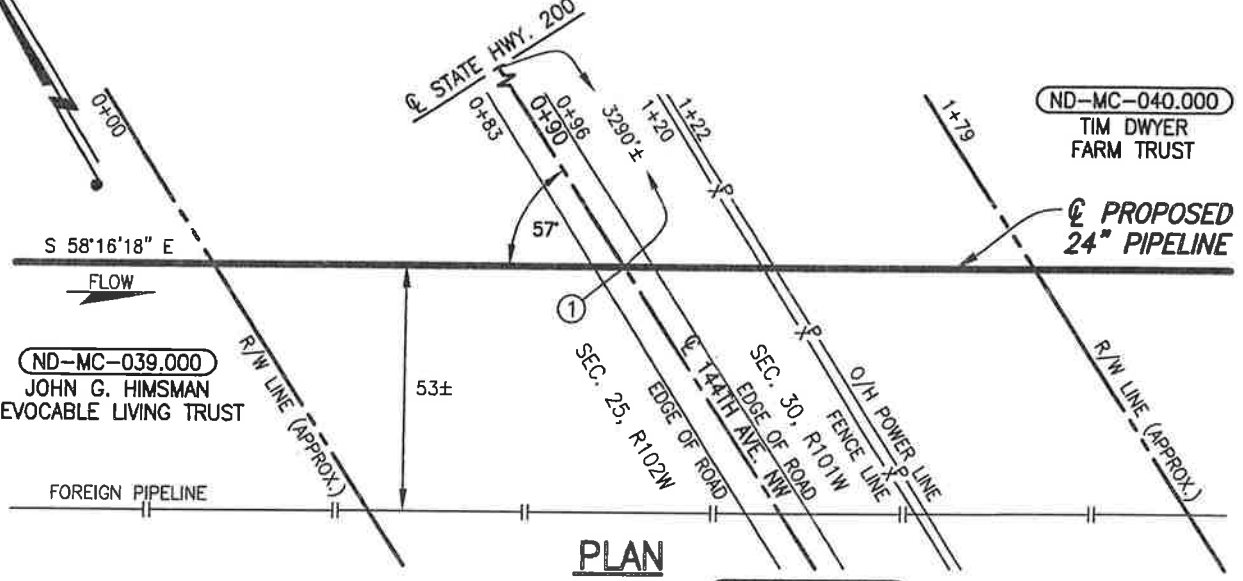 ℄ STATE HWY. 200
0+00
0+83
0+90
0+96
3290'±
1+20
1+22
1+79
ND-MC-040.000
TIM DWYER
FARM TRUST
℄ PROPOSED
24" PIPELINE
57°
S 58°16'18" E
FLOW
1
ND-MC-039.000
JOHN G. HIMSMAN
EVOCABLE LIVING TRUST
53±
R/W LINE (APPROX.)
SEC. 25, R102W
EDGE OF ROAD
℄ 144TH AVE. NW
EDGE OF ROAD
SEC. 30, R101W
FENCE LINE
O/H POWER LINE
R/W LINE (APPROX.)
X P
X P
X P
FOREIGN PIPELINE
PLAN